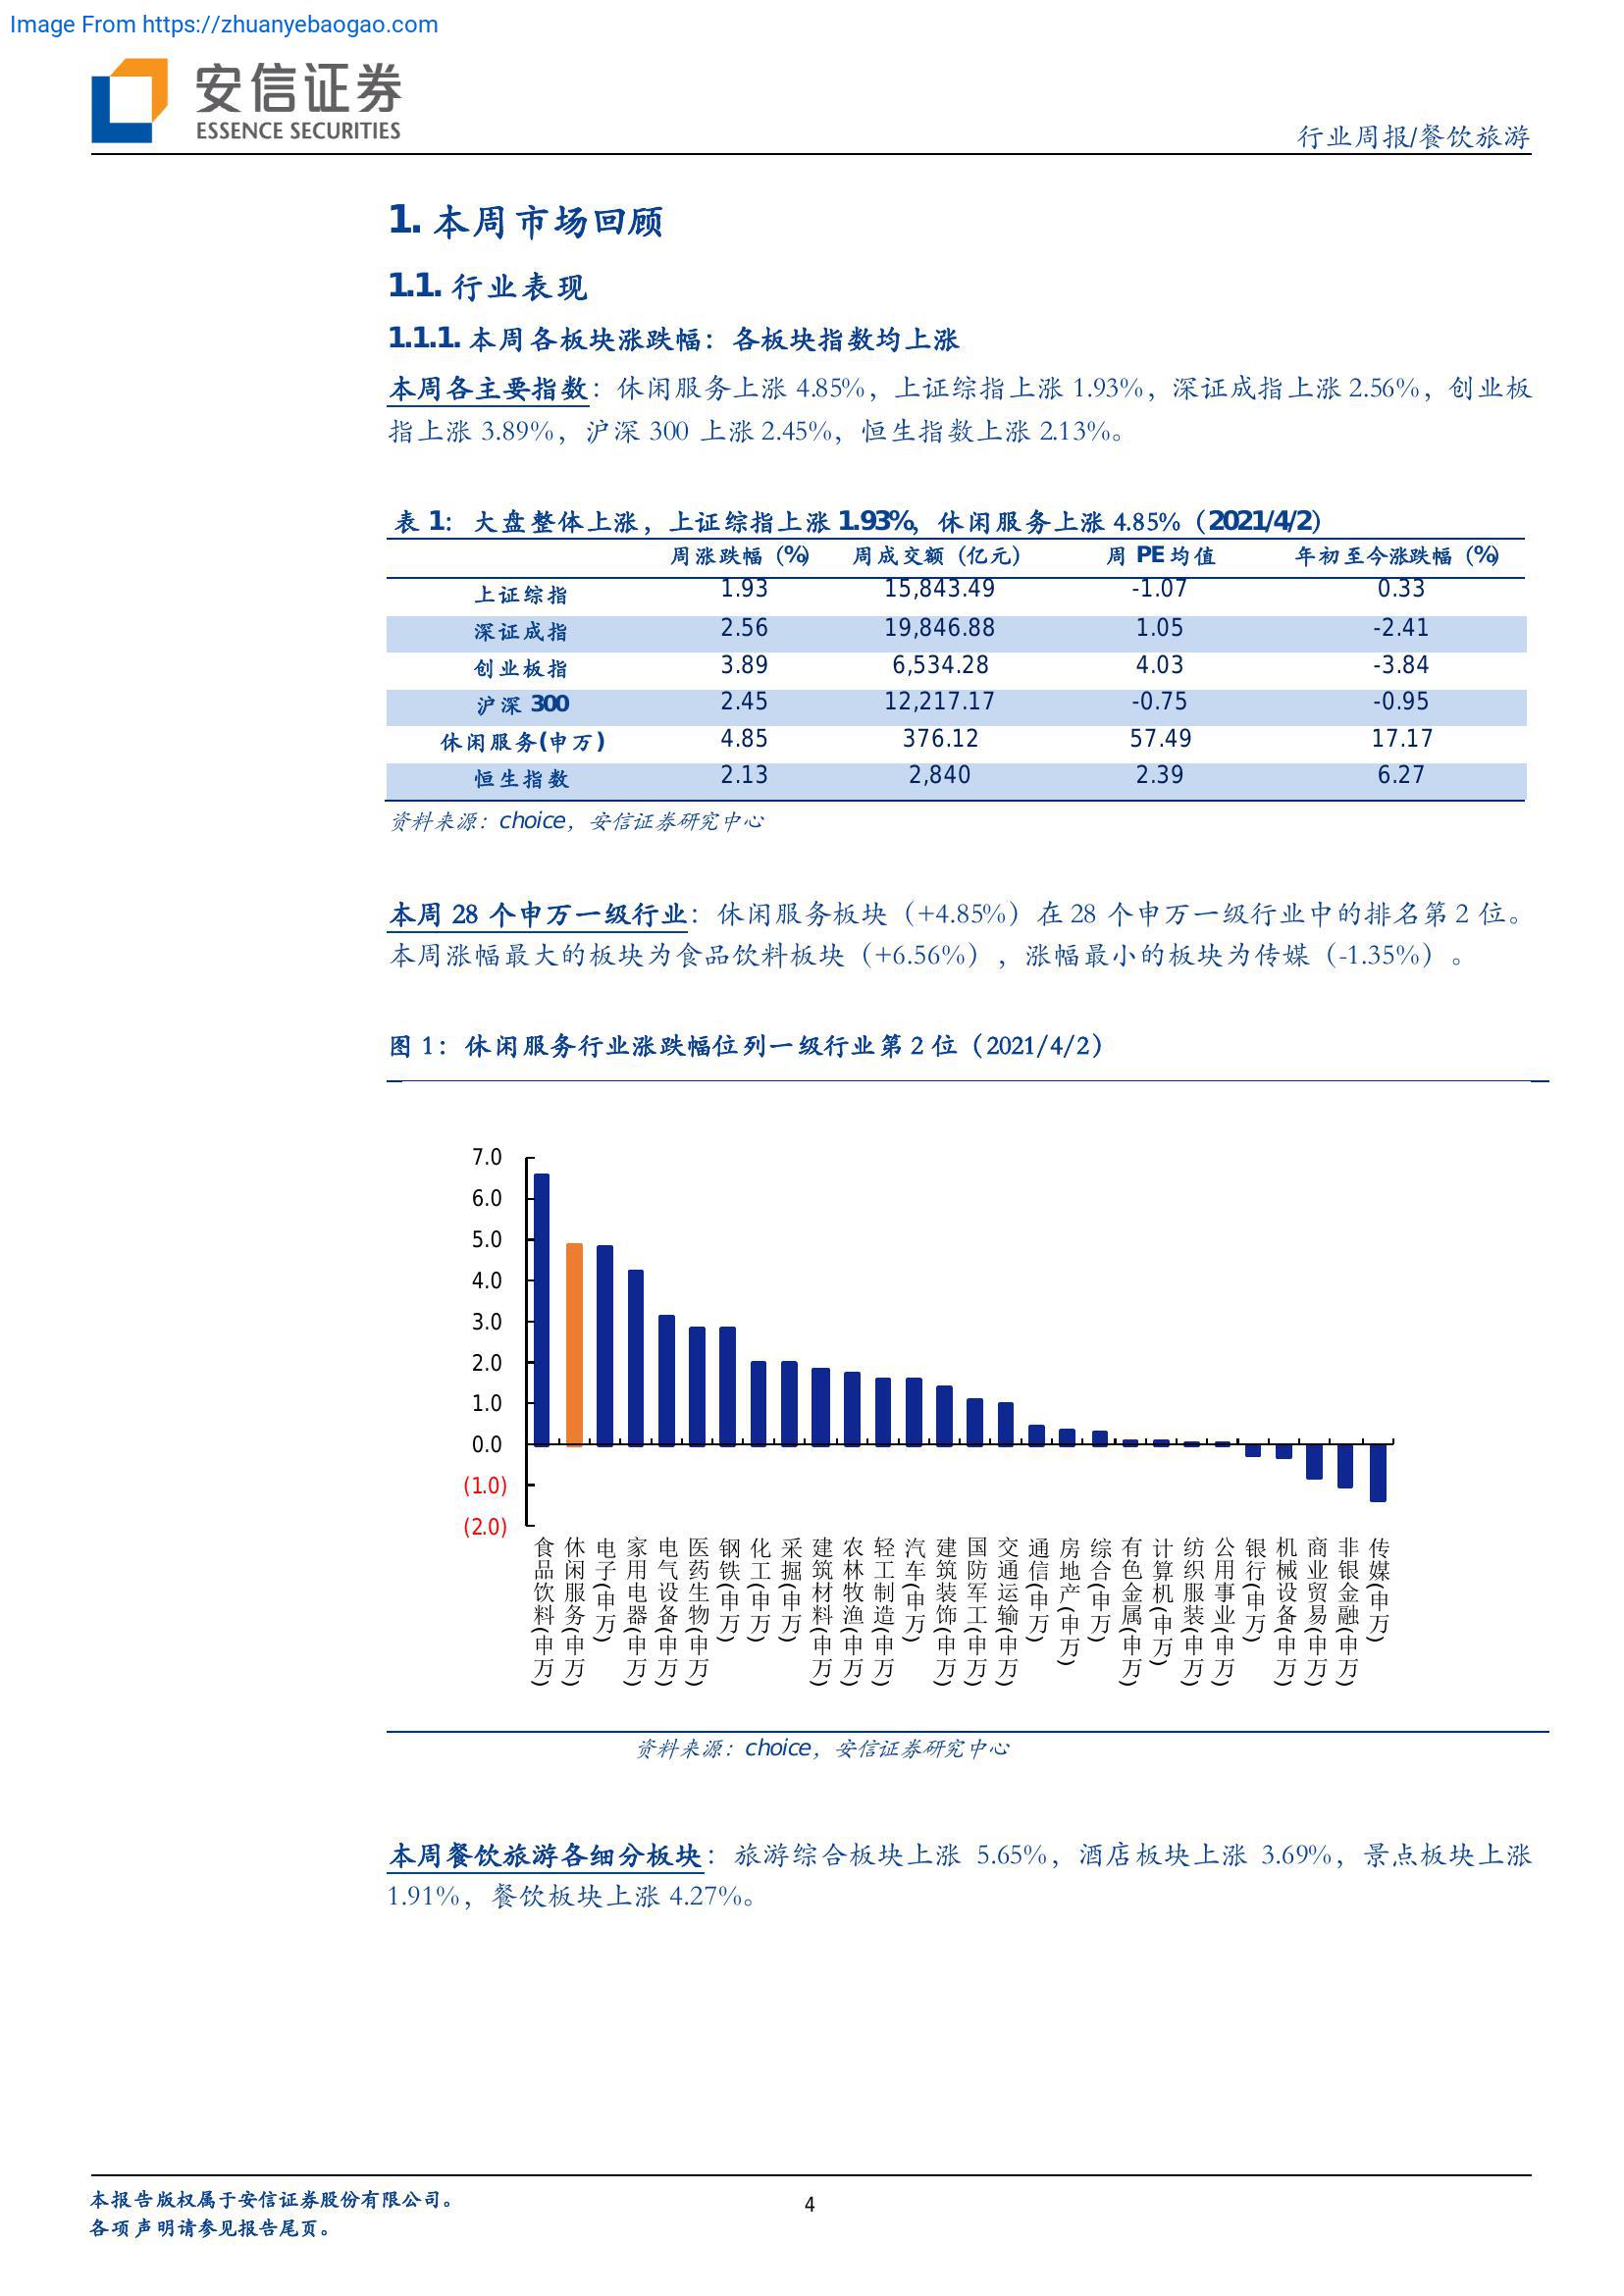 Image From https://zhuanyebaogao.com
安信证券
ESSENCE SECURITIES
行业周报/餐饮旅游
1. 本周市场回顾
1.1. 行业表现
1.1.1. 本周各板块涨跌幅：各板块指数均上涨
本周各主要指数：休闲服务上涨 4.85%，上证综指上涨 1.93%，深证成指上涨 2.56%，创业板
指上涨 3.89%，沪深 300 上涨 2.45%，恒生指数上涨 2.13%。
表 1：大盘整体上涨，上证综指上涨 1.93%，休闲服务上涨 4.85%（2021/4/2）
周涨跌幅（%） 周成交额（亿元） 周 PE 均值 年初至今涨跌幅（%）
上证综指 1.93 15,843.49 -1.07 0.33
深证成指 2.56 19,846.88 1.05 -2.41
创业板指 3.89 6,534.28 4.03 -3.84
沪深 300 2.45 12,217.17 -0.75 -0.95
休闲服务(申万) 4.85 376.12 57.49 17.17
恒生指数 2.13 2,840 2.39 6.27
资料来源：choice，安信证券研究中心
本周 28 个申万一级行业：休闲服务板块（+4.85%）在 28 个申万一级行业中的排名第 2 位。
本周涨幅最大的板块为食品饮料板块（+6.56%），涨幅最小的板块为传媒（-1.35%）。
图 1：休闲服务行业涨跌幅位列一级行业第 2 位（2021/4/2）
7.0
6.0
5.0
4.0
3.0
2.0
1.0
0.0
(1.0)
(2.0)
食品饮料(申万)
休闲服务(申万)
电子(申万)
家用电器(申万)
电气设备(申万)
医药生物(申万)
钢铁(申万)
化工(申万)
采掘(申万)
建筑材料(申万)
农林牧渔(申万)
轻工制造(申万)
汽车(申万)
建筑装饰(申万)
国防军工(申万)
交通运输(申万)
通信(申万)
房地产(申万)
综合(申万)
有色金属(申万)
计算机(申万)
纺织服装(申万)
公用事业(申万)
银行(申万)
机械设备(申万)
商业贸易(申万)
非银金融(申万)
传媒(申万)
资料来源：choice，安信证券研究中心
本周餐饮旅游各细分板块：旅游综合板块上涨 5.65%，酒店板块上涨 3.69%，景点板块上涨
1.91%，餐饮板块上涨 4.27%。
本报告版权属于安信证券股份有限公司。
各项声明请参见报告尾页。
4